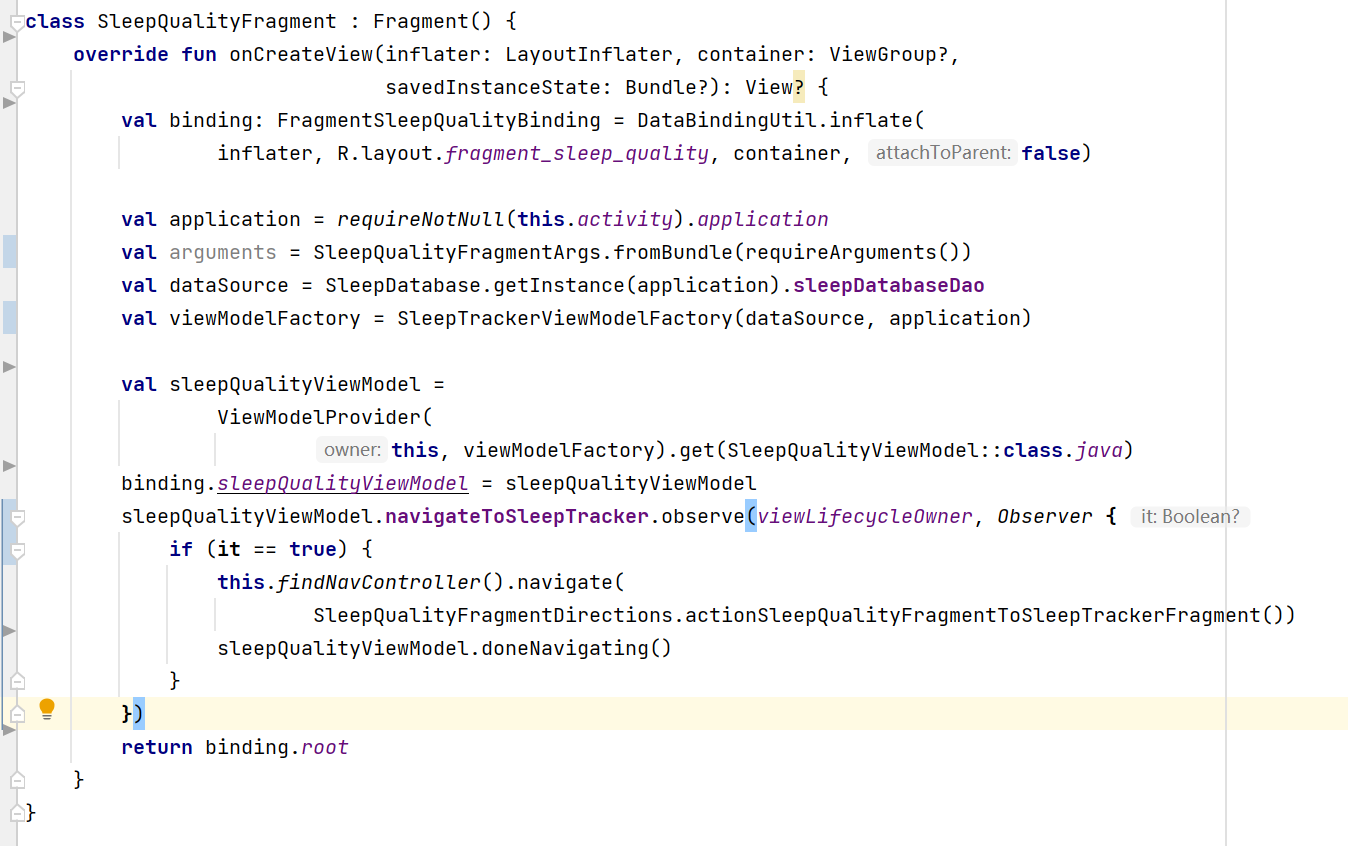 class SleepQualityFragment : Fragment() {
    override fun onCreateView(inflater: LayoutInflater, container: ViewGroup?,
                              savedInstanceState: Bundle?): View? {
        val binding: FragmentSleepQualityBinding = DataBindingUtil.inflate(
                inflater, R.layout.fragment_sleep_quality, container, attachToParent: false)

        val application = requireNotNull(this.activity).application
        val arguments = SleepQualityFragmentArgs.fromBundle(requireArguments())
        val dataSource = SleepDatabase.getInstance(application).sleepDatabaseDao
        val viewModelFactory = SleepTrackerViewModelFactory(dataSource, application)

        val sleepQualityViewModel =
                ViewModelProvider(
                        owner: this, viewModelFactory).get(SleepQualityViewModel::class.java)
        binding.sleepQualityViewModel = sleepQualityViewModel
        sleepQualityViewModel.navigateToSleepTracker.observe(viewLifecycleOwner, Observer { it: Boolean?
            if (it == true) {
                this.findNavController().navigate(
                        SleepQualityFragmentDirections.actionSleepQualityFragmentToSleepTrackerFragment())
                sleepQualityViewModel.doneNavigating()
            }
        })
        return binding.root
    }
}